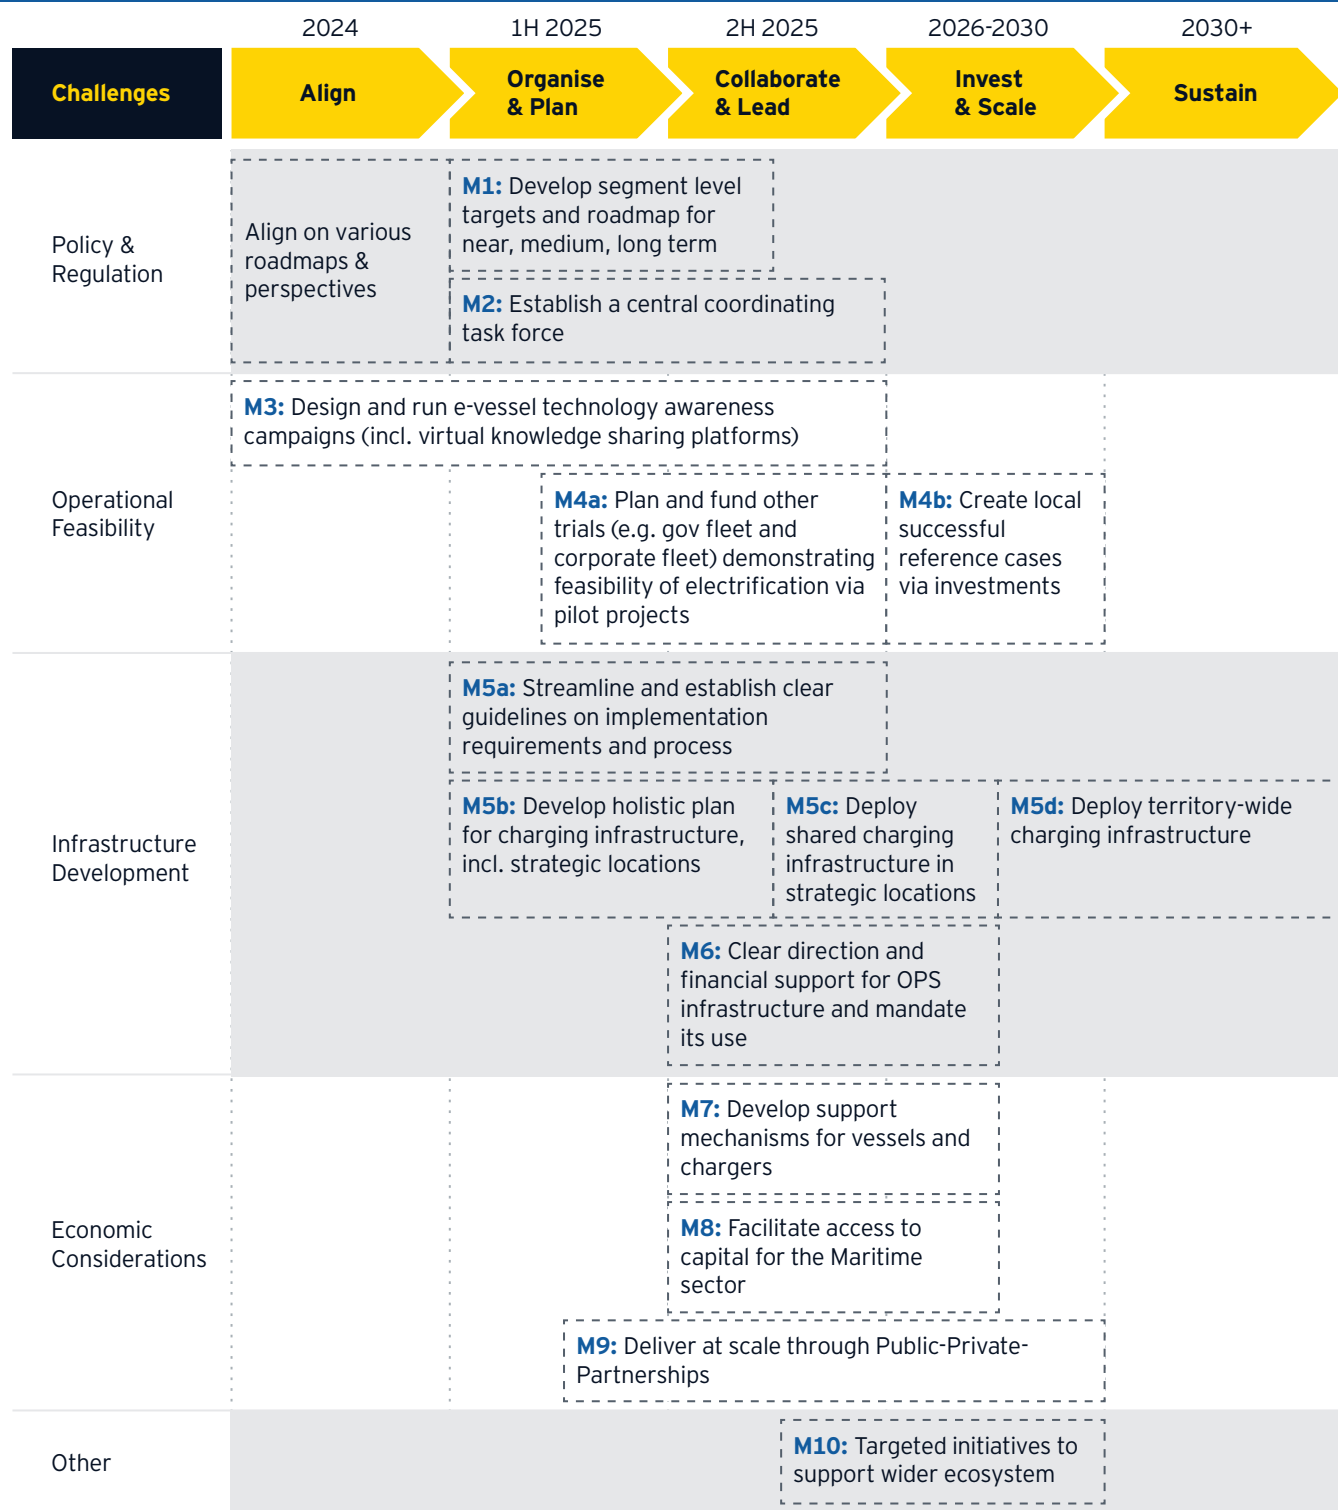 2024
1H 2025
2H 2025
2026-2030
2030+
Challenges
Align
Organise
& Plan
Collaborate
& Lead
Invest
& Scale
Sustain
Policy &
Regulation
Align on various
roadmaps &
perspectives
M1: Develop segment level
targets and roadmap for
near, medium, long term
M2: Establish a central coordinating
task force
Operational
Feasibility
M3: Design and run e-vessel technology awareness
campaigns (incl. virtual knowledge sharing platforms)
M4a: Plan and fund other
trials (e.g. gov fleet and
corporate fleet) demonstrating
feasibility of electrification via
pilot projects
M4b: Create local
successful
reference cases
via investments
Infrastructure
Development
M5a: Streamline and establish clear
guidelines on implementation
requirements and process
M5b: Develop holistic plan
for charging infrastructure,
incl. strategic locations
M5c: Deploy
shared charging
infrastructure in
strategic locations
M5d: Deploy territory-wide
charging infrastructure
M6: Clear direction and
financial support for OPS
infrastructure and mandate
its use
Economic
Considerations
M7: Develop support
mechanisms for vessels and
chargers
M8: Facilitate access to
capital for the Maritime
sector
M9: Deliver at scale through Public-Private-
Partnerships
Other
M10: Targeted initiatives to
support wider ecosystem